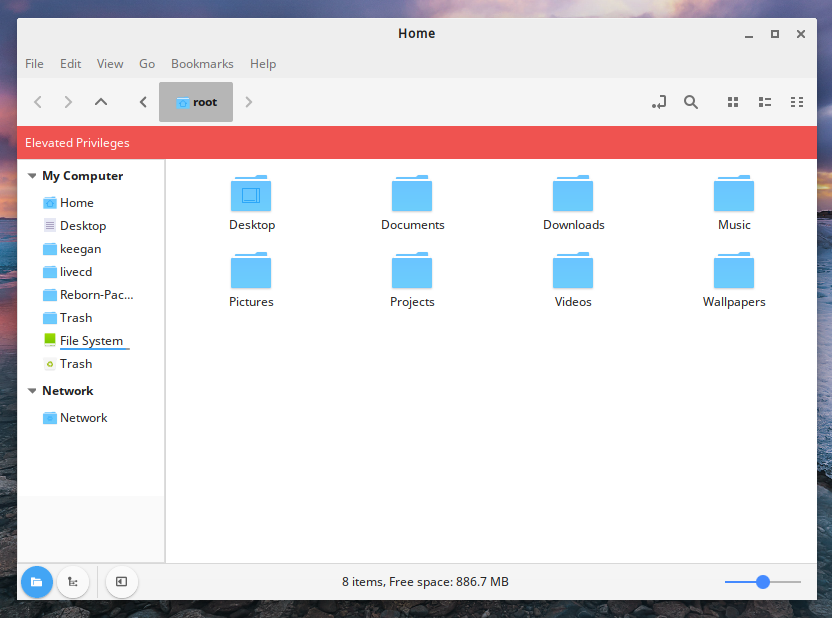 Home
File Edit View Go Bookmarks Help
root
Elevated Privileges
My Computer
Home
Desktop
keegan
livecd
Reborn-Pac...
Trash
File System
Trash
Network
Network
Desktop Documents Downloads Music
Pictures Projects Videos Wallpapers
8 items, Free space: 886.7 MB